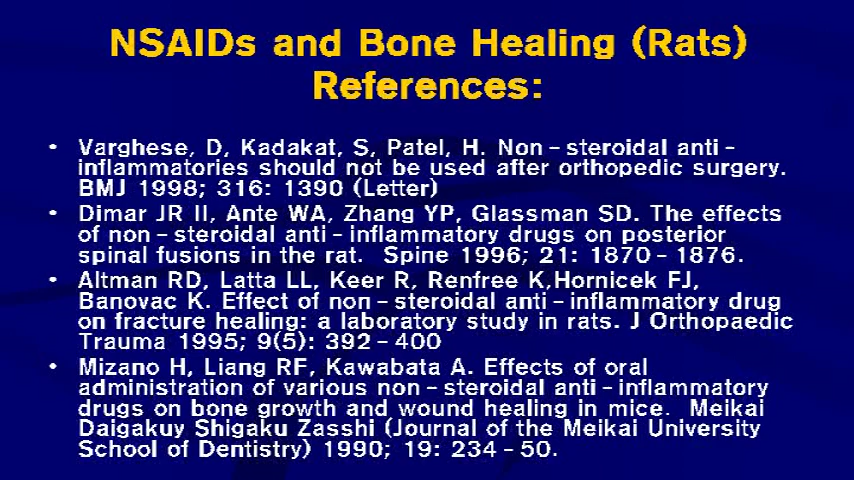 NSAIDs and Bone Healing (Rats)
References:
• Varghese, D, Kadakat, S, Patel, H. Non-steroidal anti-
inflammatories should not be used after orthopedic surgery.
BMJ 1998; 316: 1390 (Letter)
• Dimar JR II, Ante WA, Zhang YP, Glassman SD. The effects
of non-steroidal anti-inflammatory drugs on posterior
spinal fusions in the rat. Spine 1996; 21: 1870-1876.
• Altman RD, Latta LL, Keer R, Renfree K,Hornicek FJ,
Banovac K. Effect of non-steroidal anti-inflammatory drug
on fracture healing: a laboratory study in rats. J Orthopaedic
Trauma 1995; 9(5): 392-400
• Mizano H, Liang RF, Kawabata A. Effects of oral
administration of various non-steroidal anti-inflammatory
drugs on bone growth and wound healing in mice. Meikai
Daigakuy Shigaku Zasshi (Journal of the Meikai University
School of Dentistry) 1990; 19: 234-50.